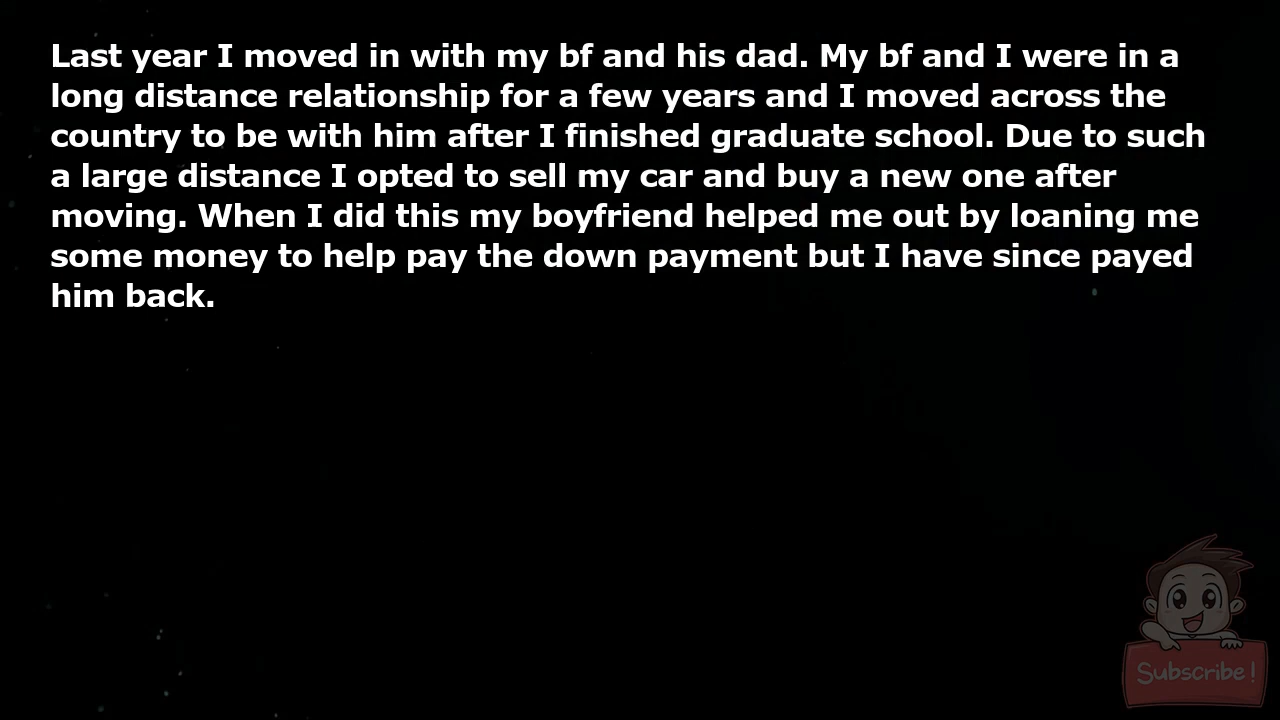 Last year I moved in with my bf and his dad. My bf and I were in a
long distance relationship for a few years and I moved across the
country to be with him after I finished graduate school. Due to such
a large distance I opted to sell my car and buy a new one after
moving. When I did this my boyfriend helped me out by loaning me
some money to help pay the down payment but I have since payed
him back.
Subscribe!